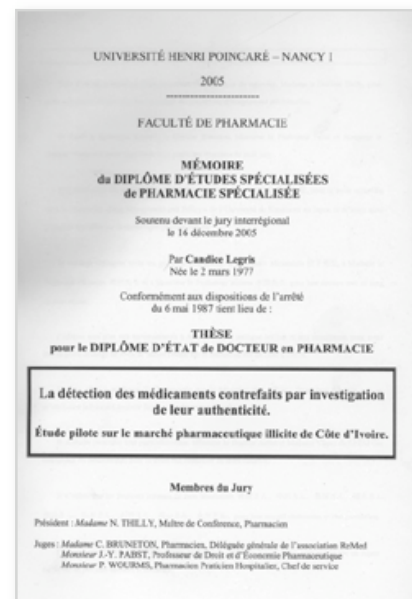 UNIVERSITÉ HENRI POINCARÉ – NANCY 1
2005
------------------------
FACULTÉ DE PHARMACIE
MÉMOIRE
du DIPLÔME D'ÉTUDES SPÉCIALISÉES
de PHARMACIE SPÉCIALISÉE
Soutenu devant le jury interrégional
le 16 décembre 2005
Par Candice Legris
Née le 2 mars 1977
Conformément aux dispositions de l'arrêté
du 6 mai 1987 tient lieu de :
THÈSE
pour le DIPLÔME D'ÉTAT de DOCTEUR en PHARMACIE
La détection des médicaments contrefaits par investigation
de leur authenticité.
Étude pilote sur le marché pharmaceutique illicite de Côte d'Ivoire.
Membres du Jury
Président : Madame N. THILLY, Maître de Conférence, Pharmacien
Juges : Madame C. BRUNETON, Pharmacien, Déléguée générale de l'association ReMed
Monsieur J.-Y. PABST, Professeur de Droit et d'Économie Pharmaceutique
Monsieur P. WOURMS, Pharmacien Praticien Hospitalier, Chef de service